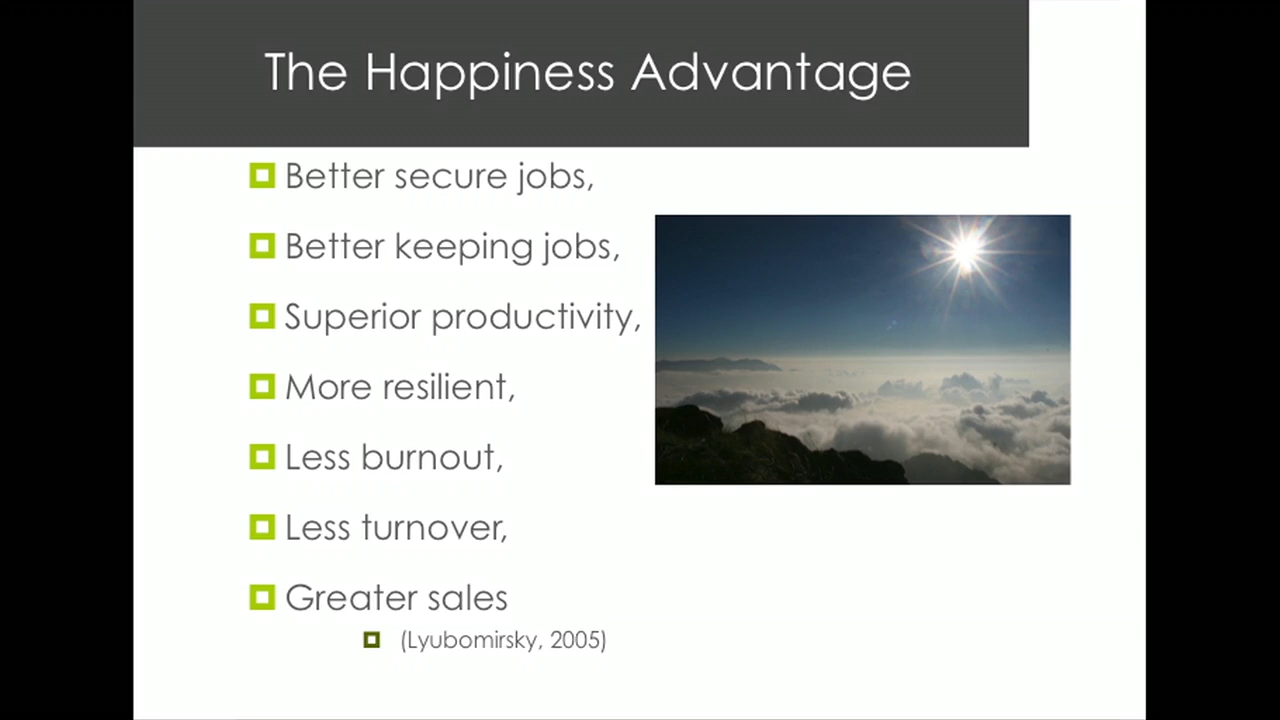 The Happiness Advantage
Better secure jobs,
Better keeping jobs,
Superior productivity,
More resilient,
Less burnout,
Less turnover,
Greater sales
(Lyubomirsky, 2005)